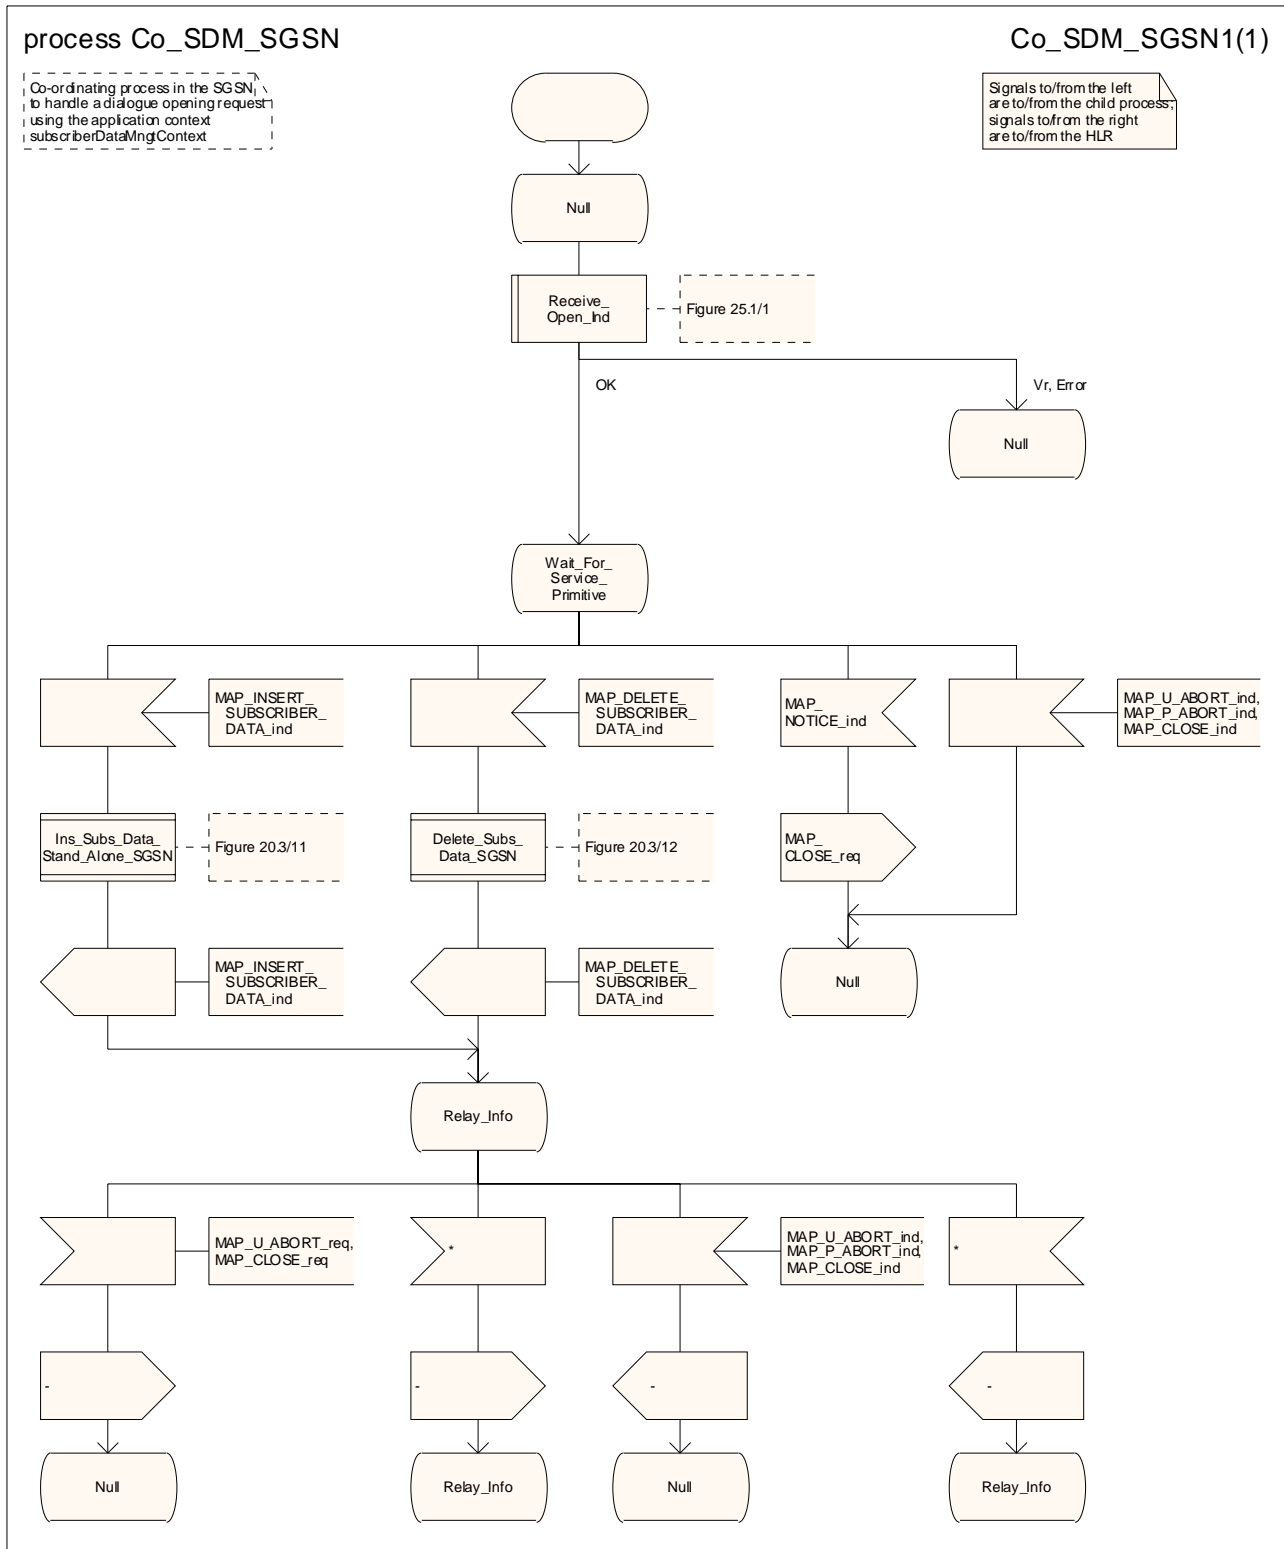 process Co_SDM_SGSN
Co_SDM_SGSN1(1)
Co-ordinating process in the SGSN
to handle a dialogue opening request
using the application context
subscriberDataMngtContext
Signals to/from the left
are to/from the child process;
signals to/from the right
are to/from the HLR
Null
Receive_
Open_Ind
Figure 25.1/1
OK
Vr, Error
Null
Wait_For_
Service_
Primitive
MAP_INSERT_
SUBSCRIBER_
DATA_ind
MAP_DELETE_
SUBSCRIBER_
DATA_ind
MAP_
NOTICE_ind
MAP_U_ABORT_ind,
MAP_P_ABORT_ind,
MAP_CLOSE_ind
Ins_Subs_Data_
Stand_Alone_SGSN
Figure 20.3/11
Delete_Subs_
Data_SGSN
Figure 20.3/12
MAP_
CLOSE_req
MAP_INSERT_
SUBSCRIBER_
DATA_ind
MAP_DELETE_
SUBSCRIBER_
DATA_ind
Null
Relay_Info
MAP_U_ABORT_req,
MAP_CLOSE_req
*
MAP_U_ABORT_ind,
MAP_P_ABORT_ind,
MAP_CLOSE_ind
*
-
-
-
-
Null
Relay_Info
Null
Relay_Info